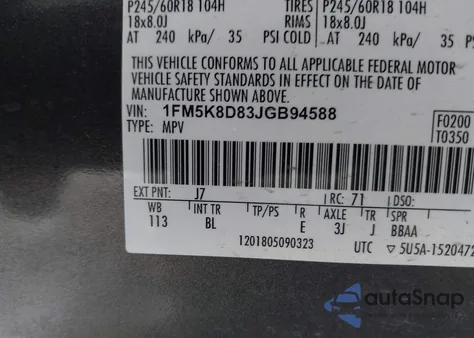 P245/60R18 104H TIRES P245/60R18 104H
18x8.0J RIMS 18x8.0J
AT 240 kPa/ 35 PSI COLD AT 240 kPa/ 35
THIS VEHICLE CONFORMS TO ALL APPLICABLE FEDERAL MOTOR
VEHICLE SAFETY STANDARDS IN EFFECT ON THE DATE OF
MANUFACTURE SHOWN ABOVE.
VIN: 1FM5K8D83JGB94588
TYPE: MPV
F0200
T0350
EXT PNT: J7 RC: 71 DSO:
WB INT TR TP/PS R AXLE TR SPR
113 BL E 3J J BBAA
1201805090323 UTC ▽ 5U5A-1520472
autoSnap